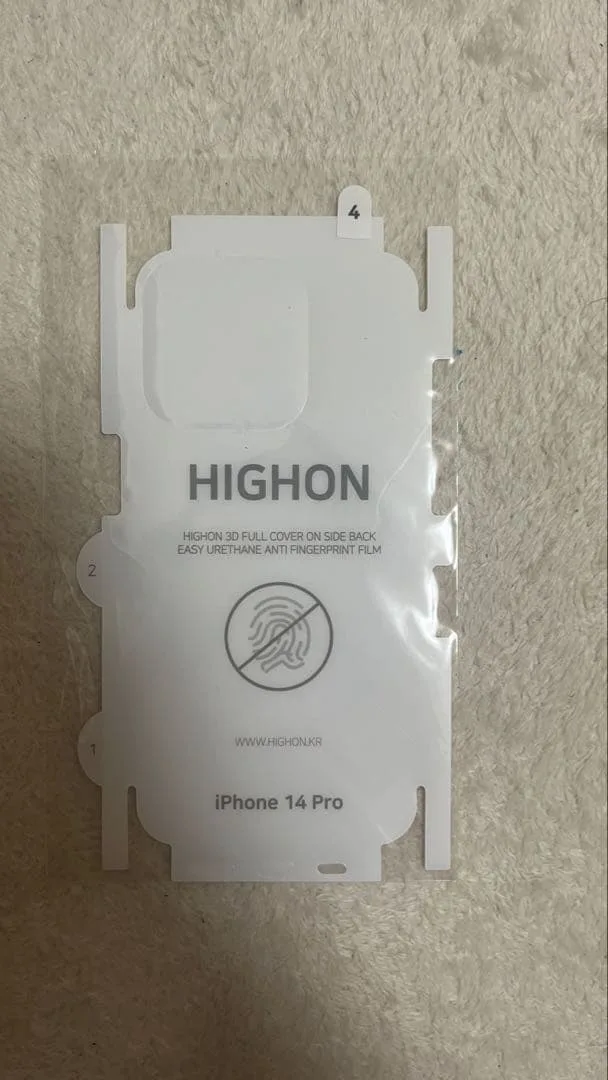 4
HIGHON
HIGHON 3D FULL COVER ON SIDE BACK
EASY URETHANE ANTI FINGERPRINT FILM
2
WWW.HIGHON.KR
1
iPhone 14 Pro